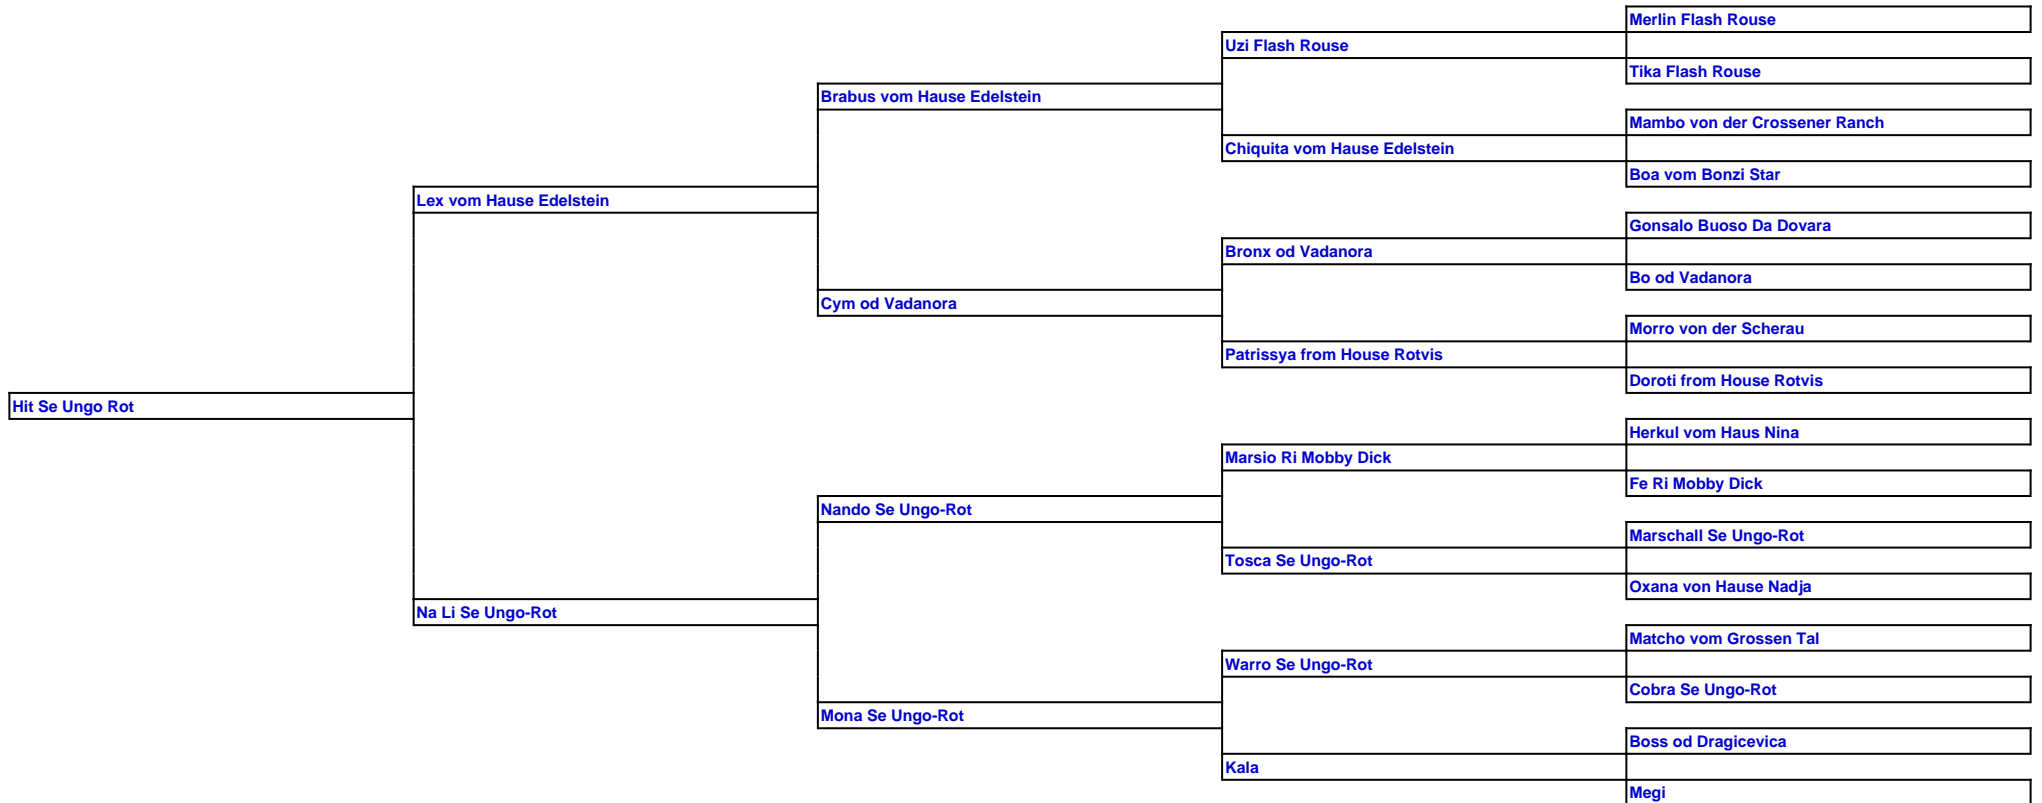 Merlin Flash Rouse
Uzi Flash Rouse
Tika Flash Rouse
Brabus vom Hause Edelstein
Mambo von der Crossener Ranch
Chiquita vom Hause Edelstein
Boa vom Bonzi Star
Lex vom Hause Edelstein
Gonsalo Buoso Da Dovara
Bronx od Vadanora
Bo od Vadanora
Cym od Vadanora
Morro von der Scherau
Patrissya from House Rotvis
Doroti from House Rotvis
Hit Se Ungo Rot
Herkul vom Haus Nina
Marsio Ri Mobby Dick
Fe Ri Mobby Dick
Nando Se Ungo-Rot
Marschall Se Ungo-Rot
Tosca Se Ungo-Rot
Oxana von Hause Nadja
Na Li Se Ungo-Rot
Matcho vom Grossen Tal
Warro Se Ungo-Rot
Cobra Se Ungo-Rot
Mona Se Ungo-Rot
Boss od Dragicevica
Kala
Megi